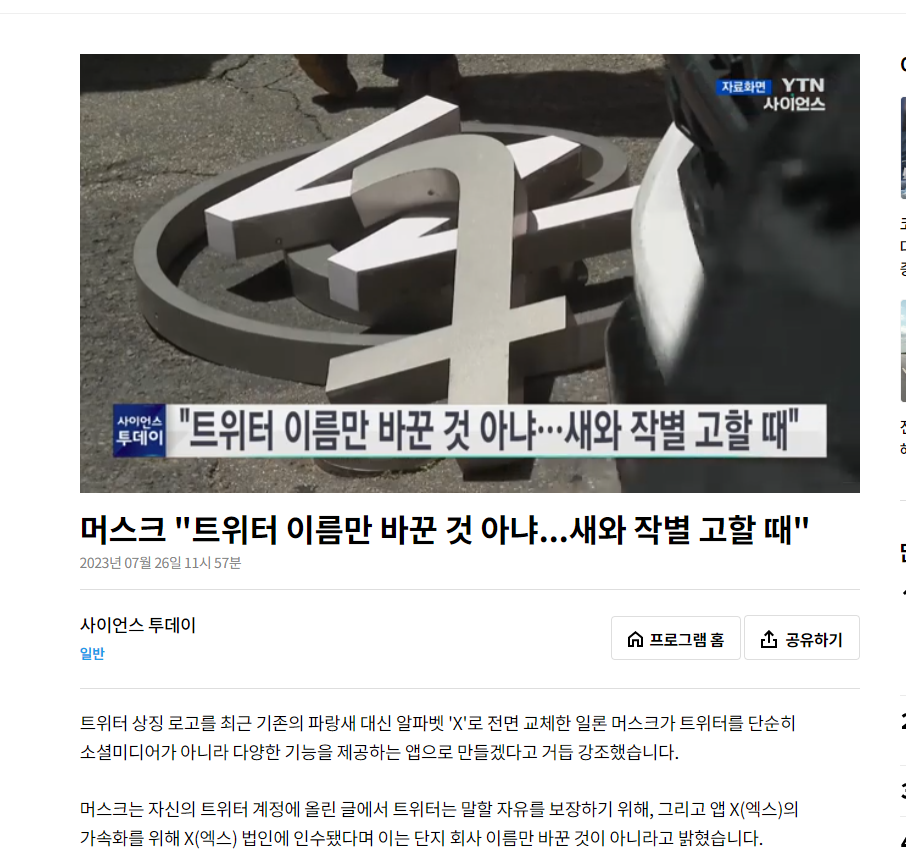 자료화면 YTN
사이언스
사이언스
투데이
"트위터 이름만 바꾼 것 아냐…새와 작별 고할 때"
머스크 "트위터 이름만 바꾼 것 아냐...새와 작별 고할 때"
2023년 07월 26일 11시 57분
사이언스 투데이
일반
프로그램 홈
공유하기
트위터 상징 로고를 최근 기존의 파랑새 대신 알파벳 'X'로 전면 교체한 일론 머스크가 트위터를 단순히
소셜미디어가 아니라 다양한 기능을 제공하는 앱으로 만들겠다고 거듭 강조했습니다.
머스크는 자신의 트위터 계정에 올린 글에서 트위터는 말할 자유를 보장하기 위해, 그리고 앱 X(엑스)의
가속화를 위해 X(엑스) 법인에 인수됐다며 이는 단지 회사 이름만 바꾼 것이 아니라고 밝혔습니다.